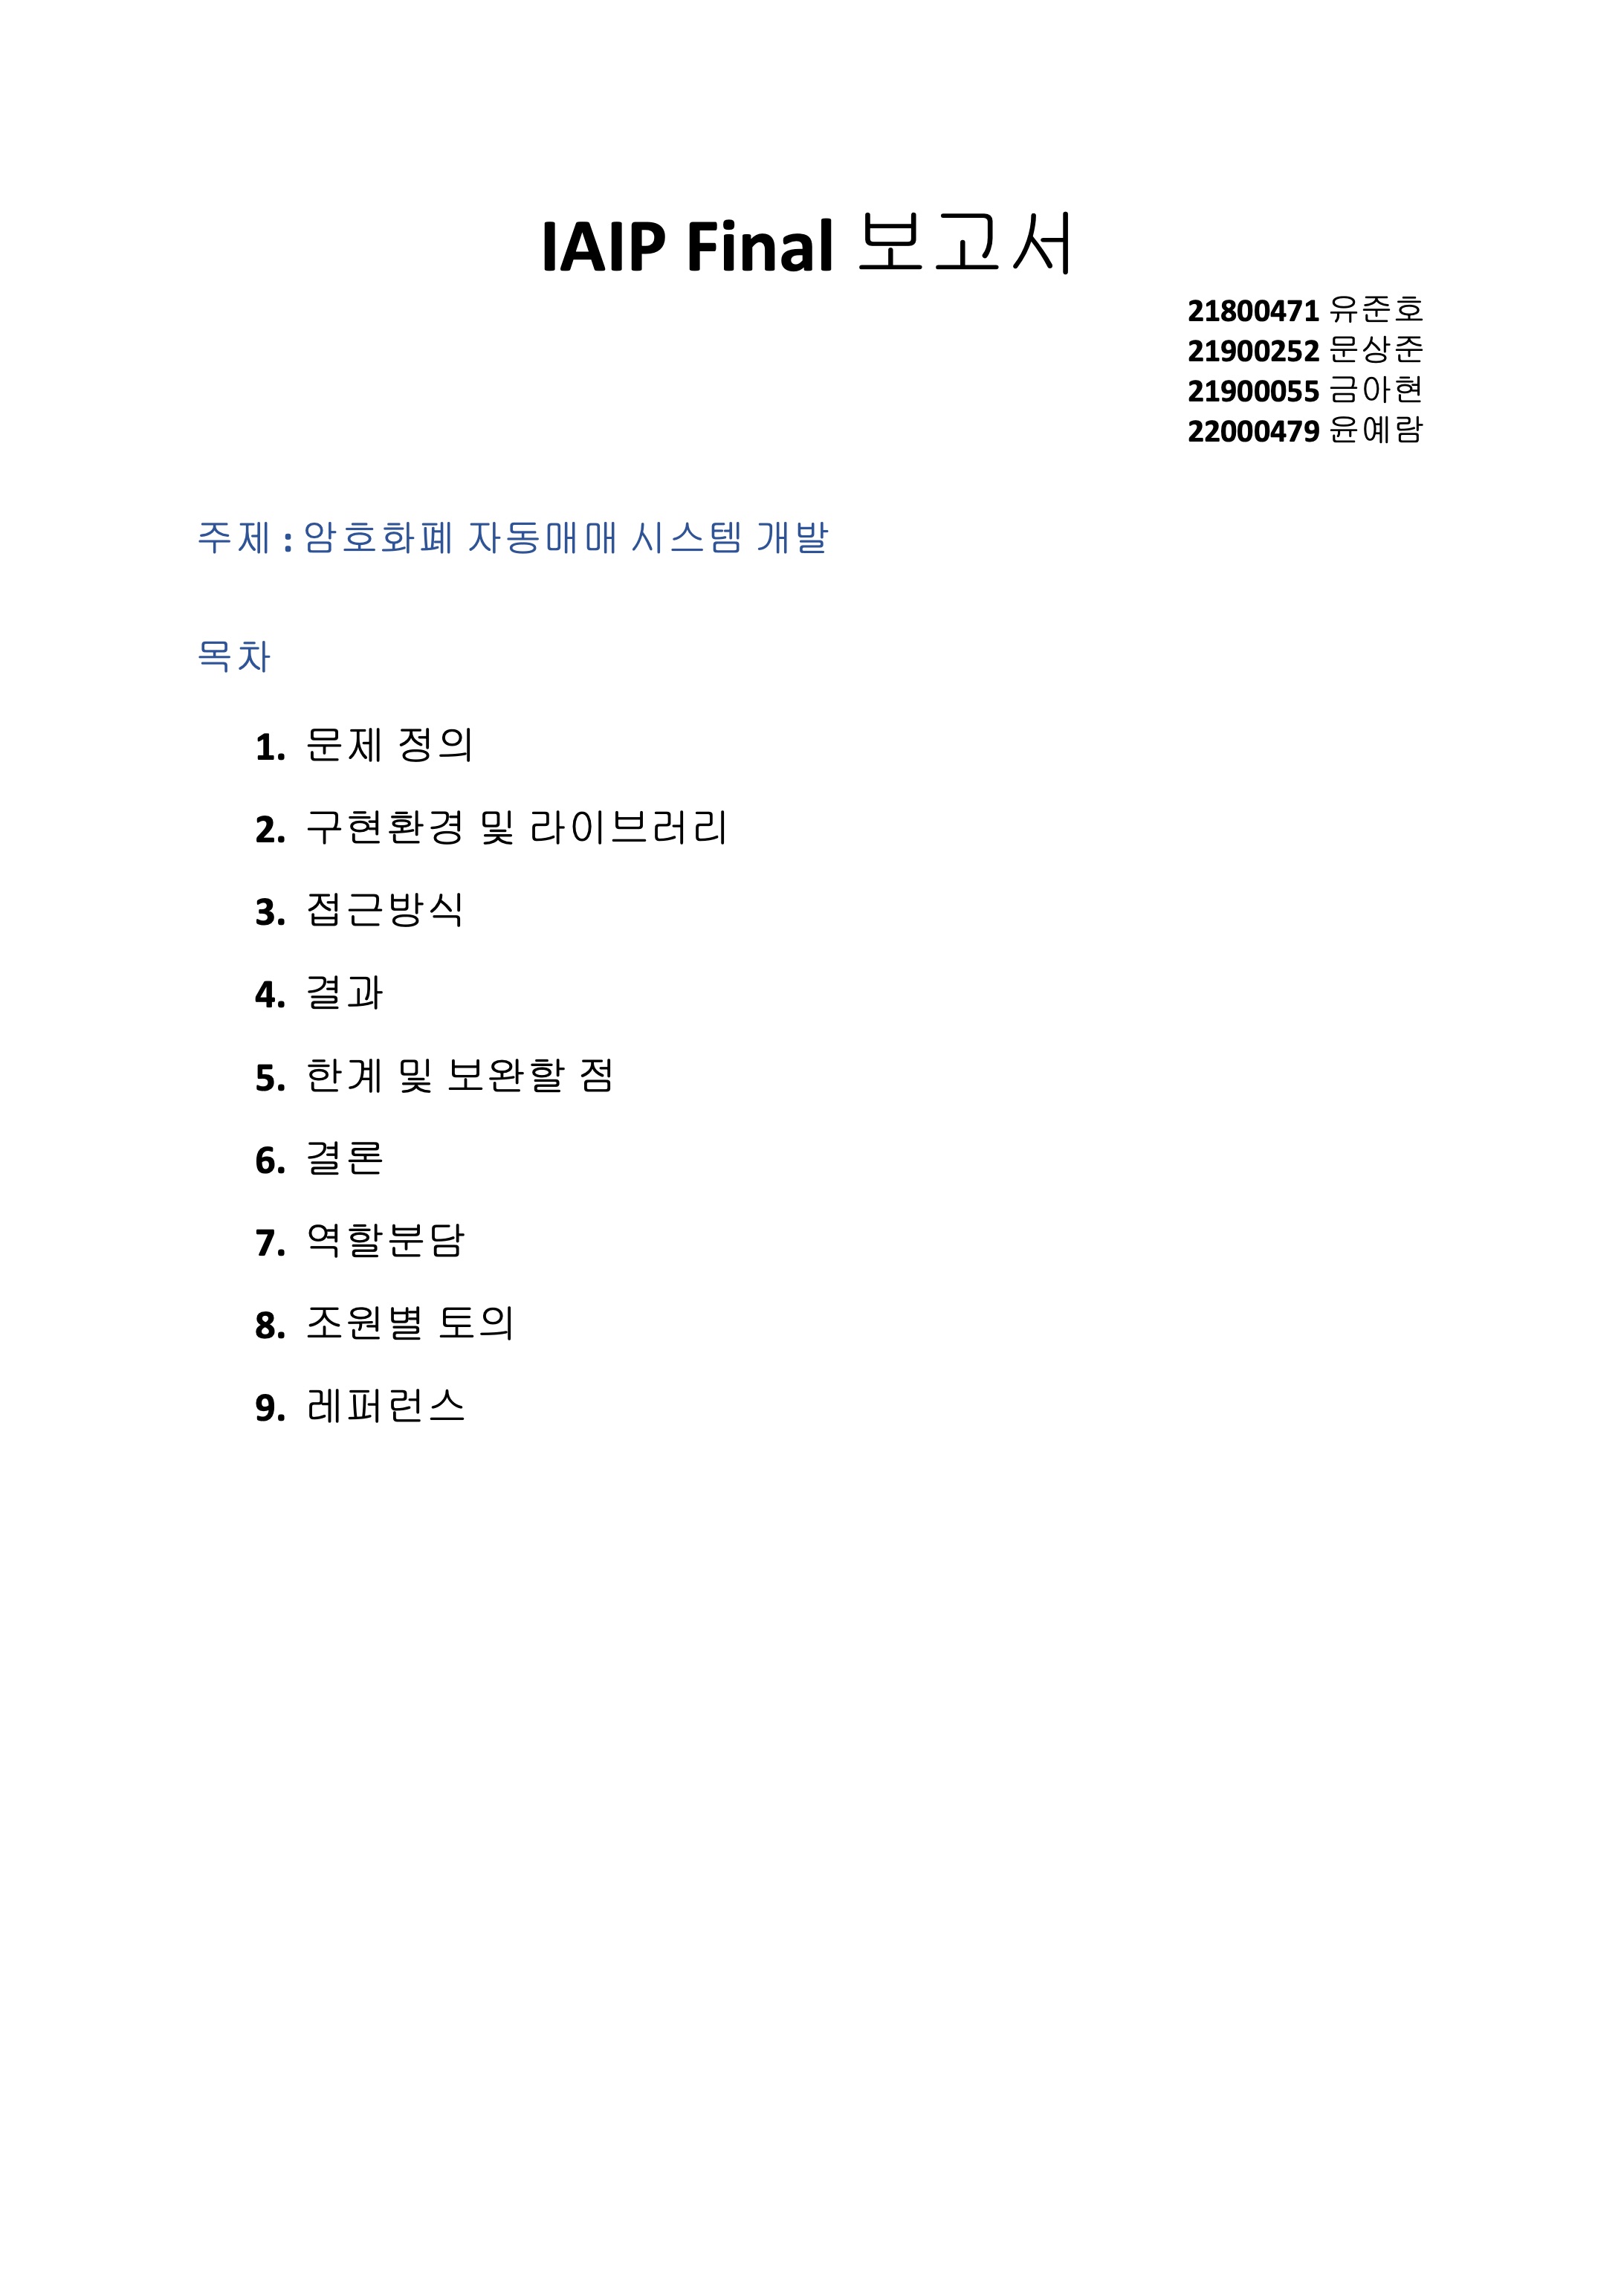 IAIP Final 보고서
21800471 유준호
21900252 문상준
21900055 금아현
22000479 윤예람
주제 : 암호화폐 자동매매 시스템 개발
목차
1. 문제 정의
2. 구현환경 및 라이브러리
3. 접근방식
4. 결과
5. 한계 및 보완할 점
6. 결론
7. 역할분담
8. 조원별 토의
9. 레퍼런스